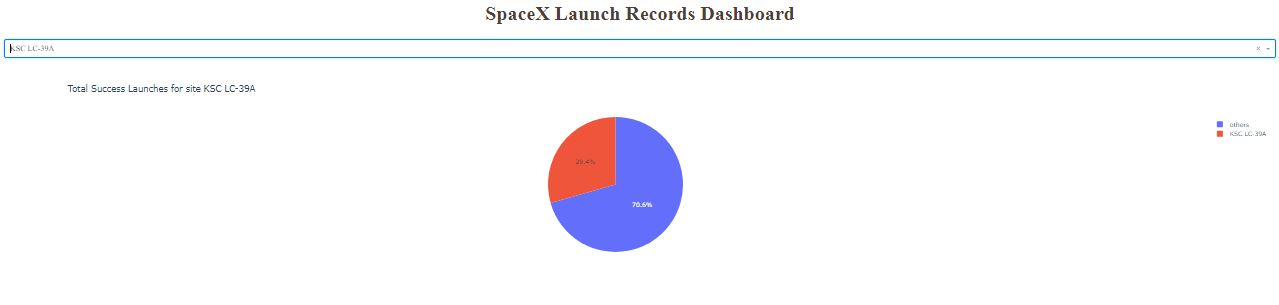 SpaceX Launch Records Dashboard
KSC LC-39A
× 
Total Success Launches for site KSC LC-39A
others
KSC LC-39A
29.4%
70.6%